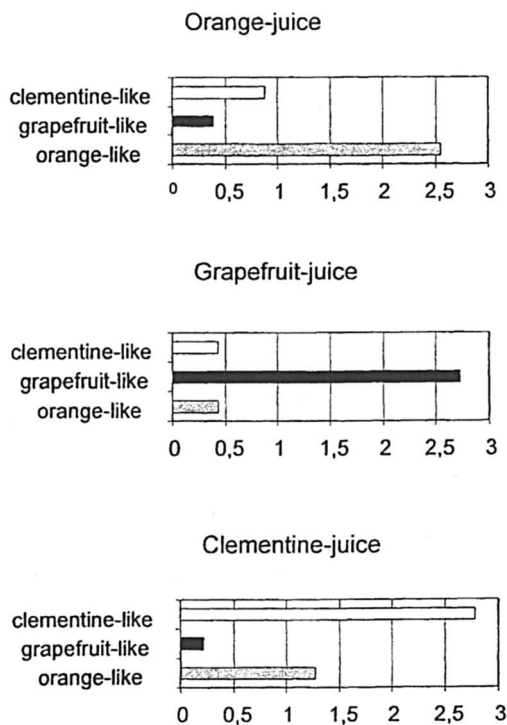 Orange-juice
clementine-like
grapefruit-like
orange-like
0 0,5 1 1,5 2 2,5 3
Grapefruit-juice
clementine-like
grapefruit-like
orange-like
0 0,5 1 1,5 2 2,5 3
Clementine-juice
clementine-like
grapefruit-like
orange-like
0 0,5 1 1,5 2 2,5 3